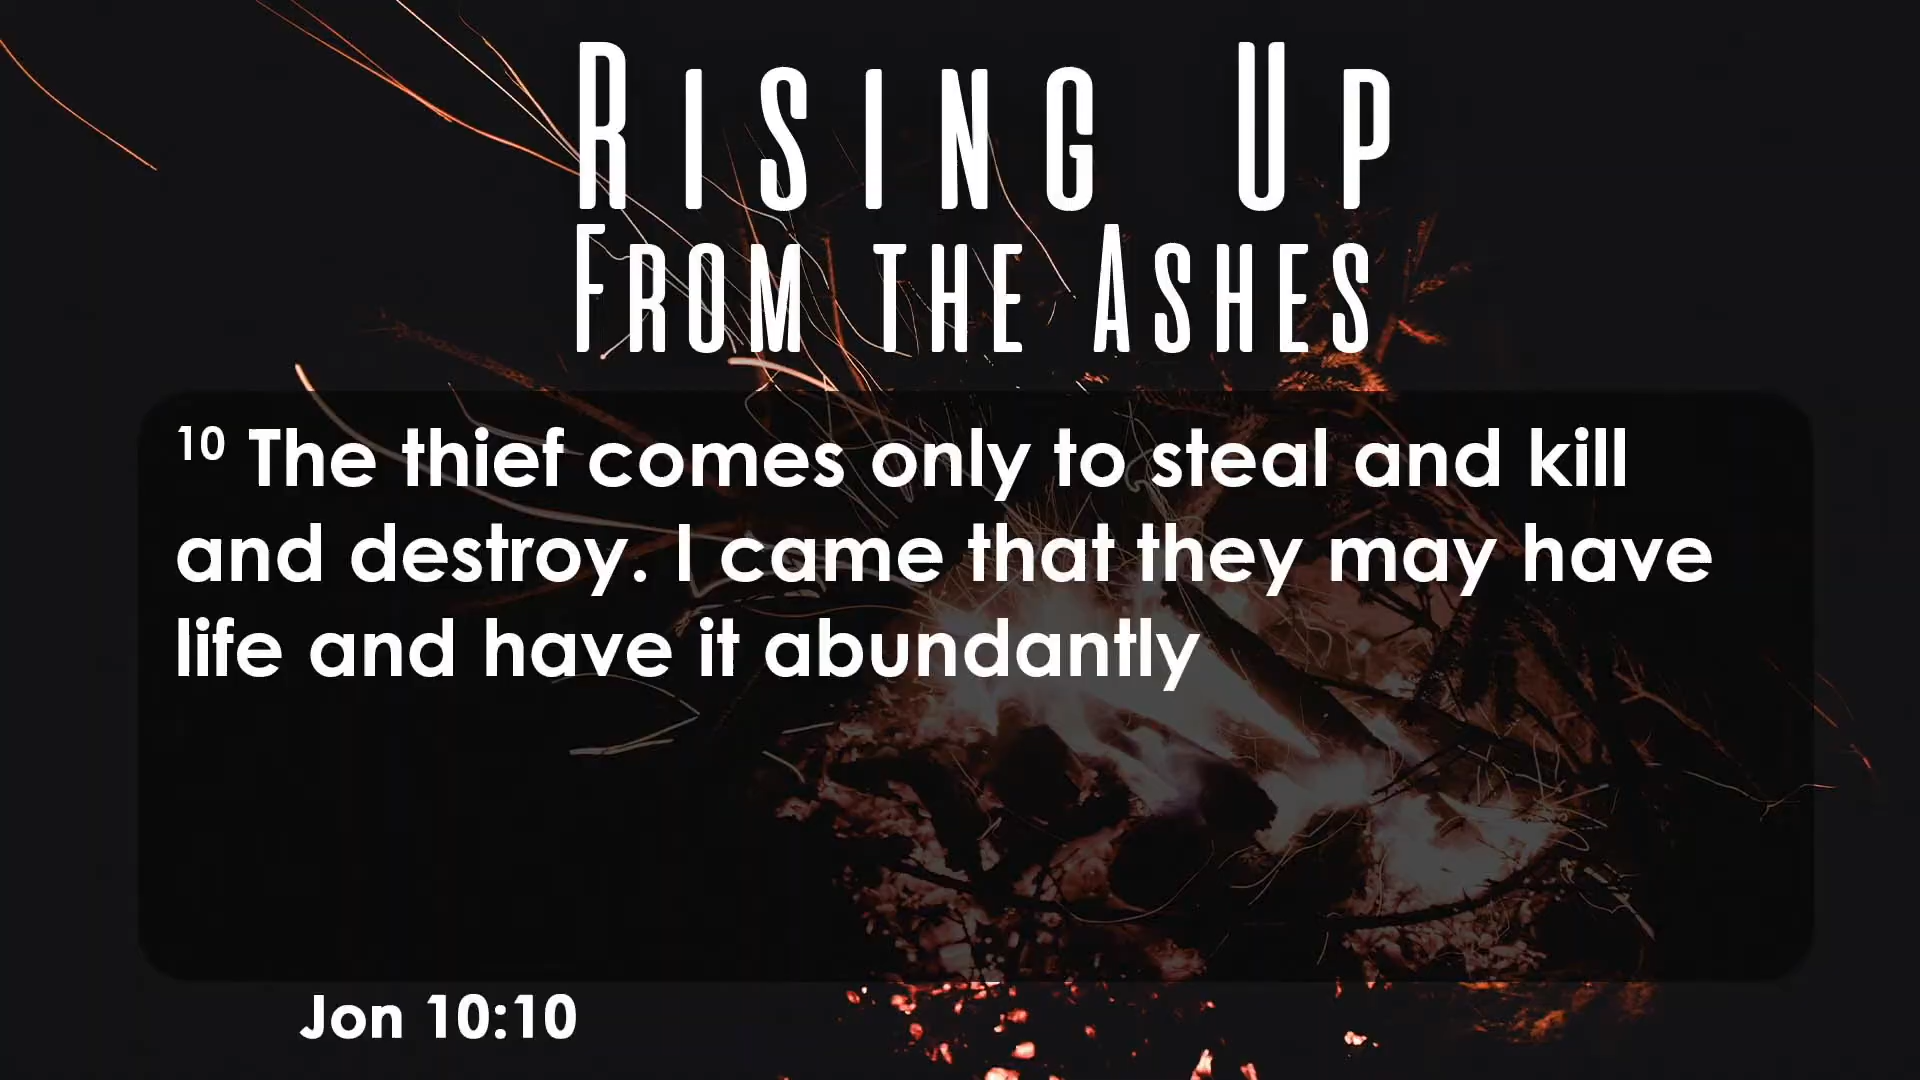 Rising Up
From the Ashes
10 The thief comes only to steal and kill
and destroy. I came that they may have
life and have it abundantly
Jon 10:10